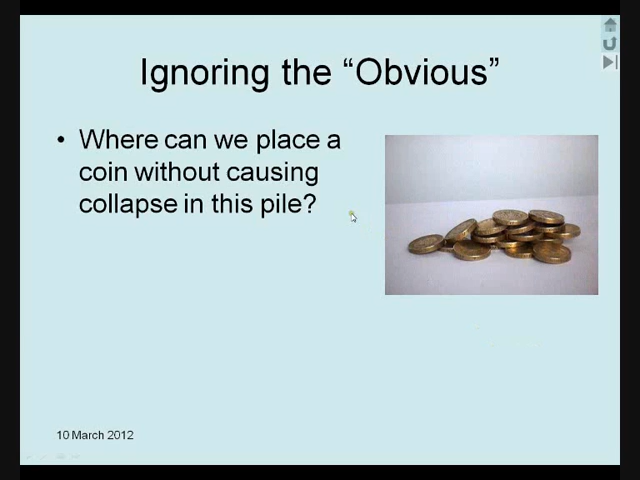 Ignoring the “Obvious”
• Where can we place a
coin without causing
collapse in this pile?
10 March 2012